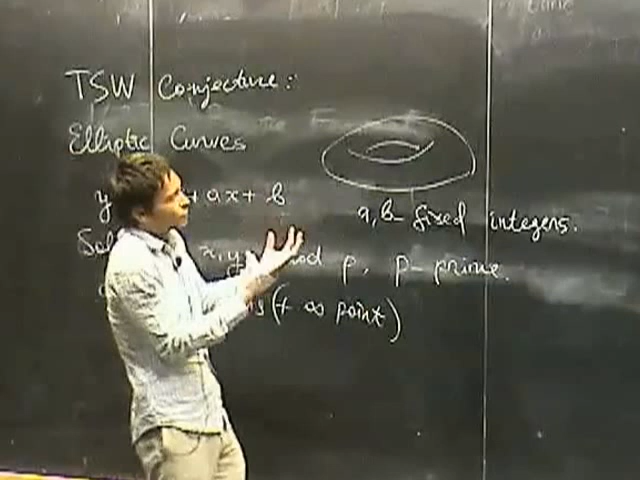 TSW Conjecture:
Elliptic Curves
y + ax + b
a, b - fixed integers.
x, y mod p, p - prime.
(+ ∞ point)